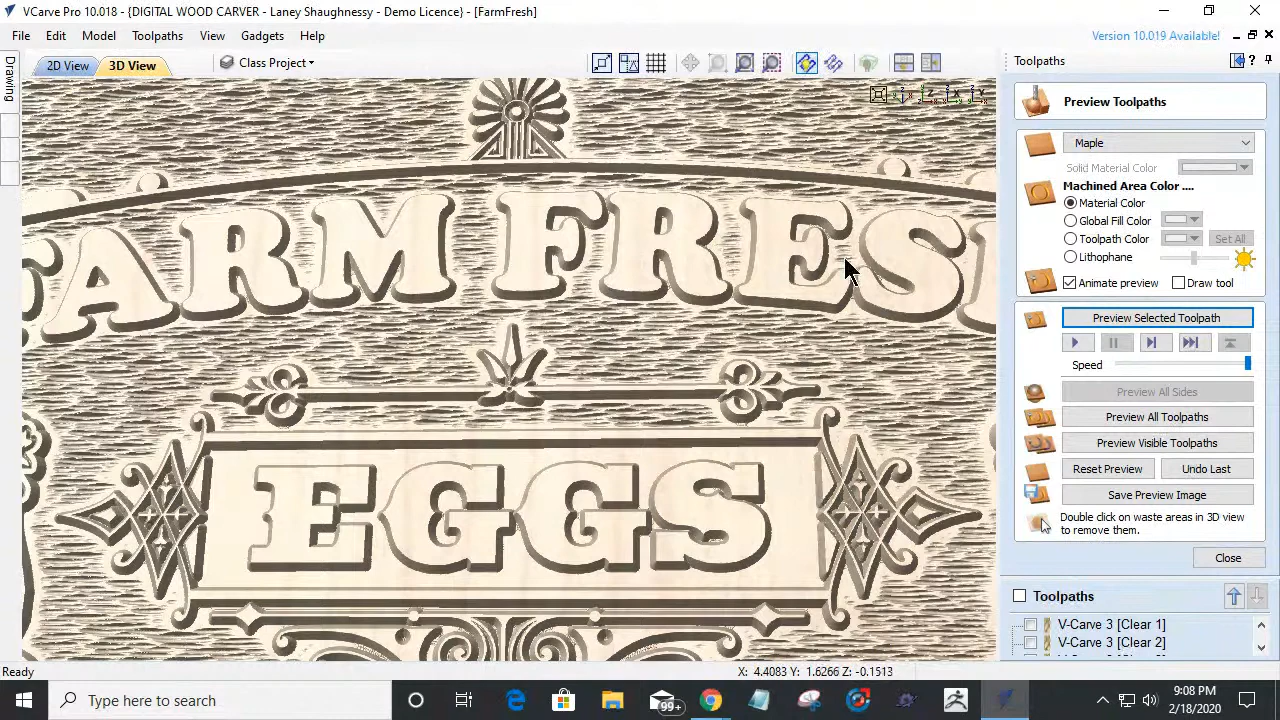 VCarve Pro 10.018 - {DIGITAL WOOD CARVER - Laney Shaughnessy - Demo Licence} - [FarmFresh]
File Edit Model Toolpaths View Gadgets Help
Version 10.019 Available!
Drawing
2D View
3D View
Class Project
FARM FRES
EGGS
Toolpaths
Preview Toolpaths
Maple
Solid Material Color
Machined Area Color ....
Material Color
Global Fill Color
Toolpath Color
Set All
Lithophane
Animate preview
Draw tool
Preview Selected Toolpath
Speed
Preview All Sides
Preview All Toolpaths
Preview Visible Toolpaths
Reset Preview
Undo Last
Save Preview Image
Double click on waste areas in 3D view
to remove them.
Close
Toolpaths
V-Carve 3 [Clear 1]
V-Carve 3 [Clear 2]
Ready
X: 4.4083 Y: 1.6266 Z: -0.1513
Type here to search
99+
9:08 PM
2/18/2020